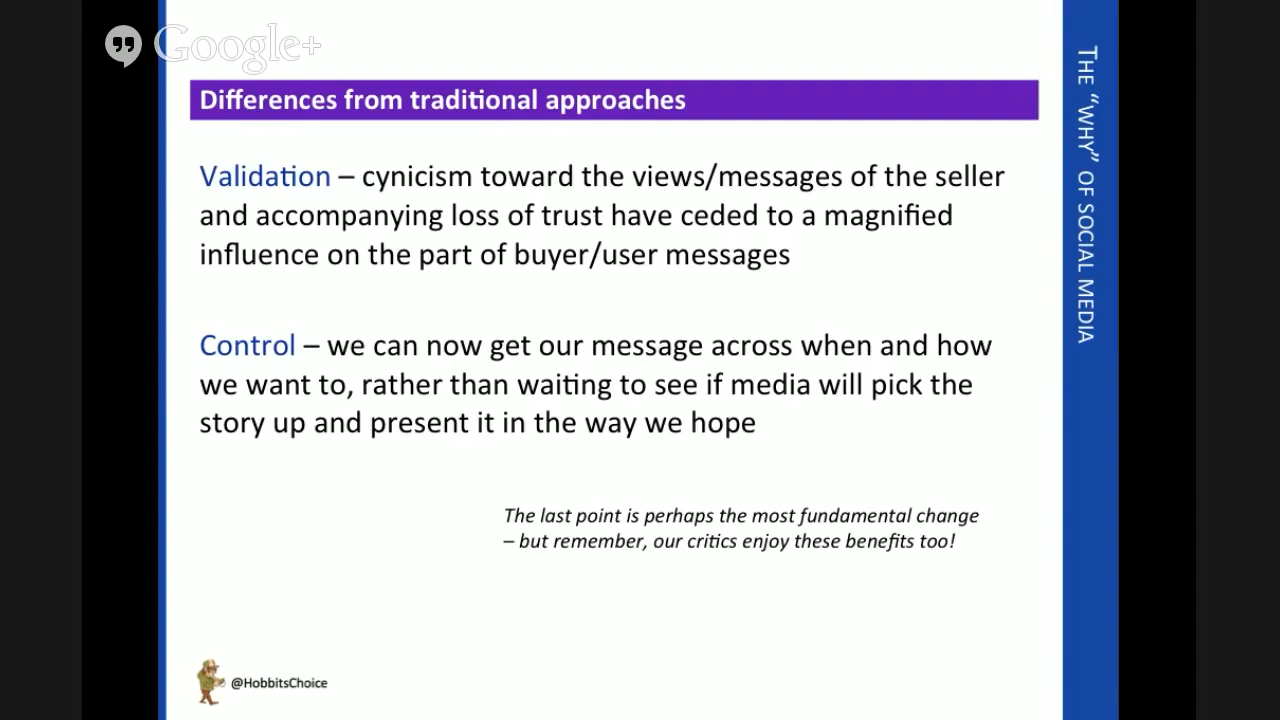 Google+
Differences from traditional approaches
Validation – cynicism toward the views/messages of the seller
and accompanying loss of trust have ceded to a magnified
influence on the part of buyer/user messages
Control – we can now get our message across when and how
we want to, rather than waiting to see if media will pick the
story up and present it in the way we hope
The last point is perhaps the most fundamental change
– but remember, our critics enjoy these benefits too!
@HobbitsChoice
THE “WHY” OF SOCIAL MEDIA